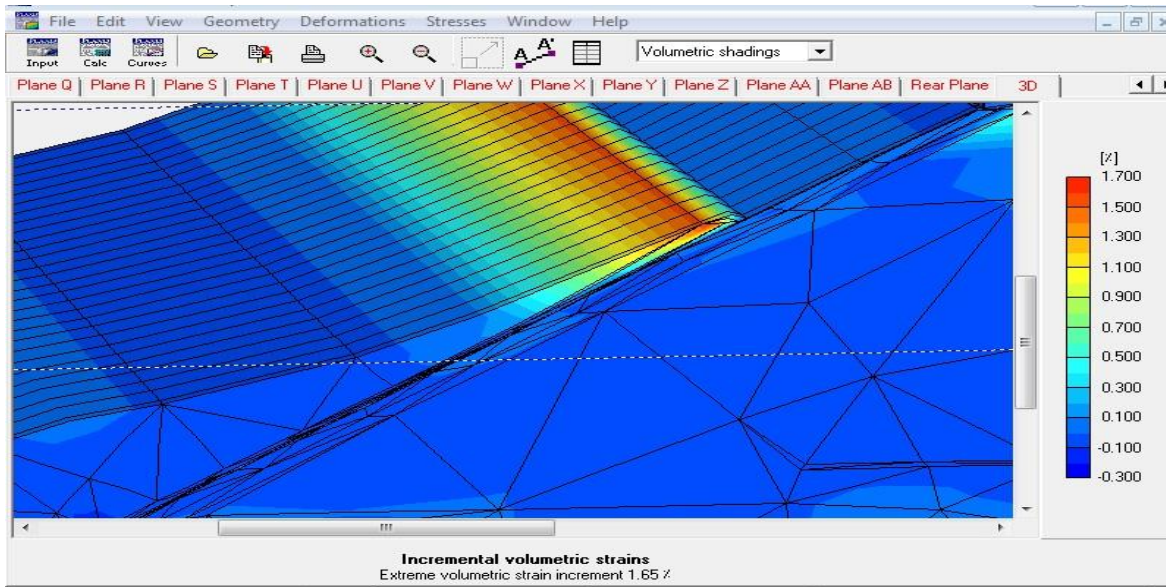 File Edit View Geometry Deformations Stresses Window Help
Input Calc Curves A A' Volumetric shadings
Plane Q Plane R Plane S Plane T Plane U Plane V Plane W Plane X Plane Y Plane Z Plane AA Plane AB Rear Plane 3D
[%]
1.700
1.500
1.300
1.100
0.900
0.700
0.500
0.300
0.100
-0.100
-0.300
Incremental volumetric strains
Extreme volumetric strain increment 1.65 %